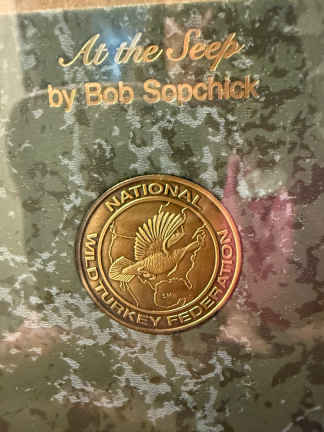 At the Seep
by Bob Sopchick
NATIONAL
WILD TURKEY FEDERATION